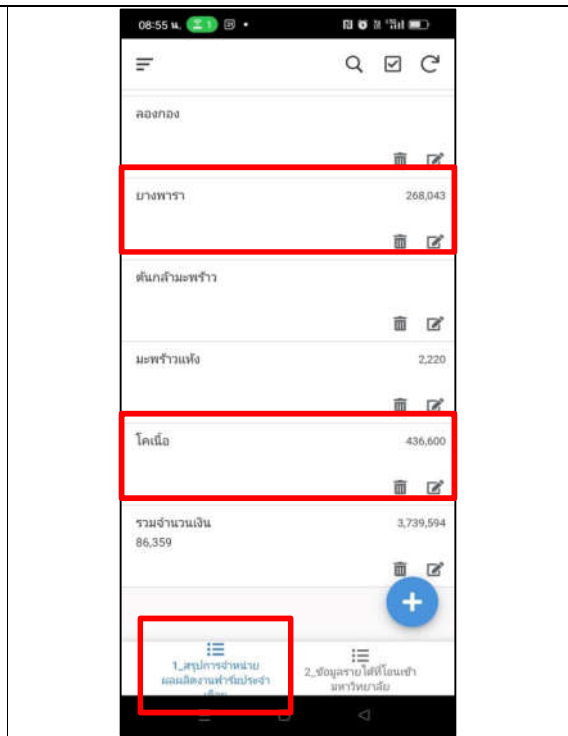 08:55 น.
ลองกอง
ยางพารา 268,043
ต้นกล้ามะพร้าว
มะพร้าวแห้ง 2,220
โคเนื้อ 436,600
รวมจำนวนเงิน 3,739,594
86,359
1_สรุปการจำหน่าย
ผลผลิตงานฟาร์มประจำ
เดือน
2_ข้อมูลรายได้ที่โอนเข้า
มหาวิทยาลัย